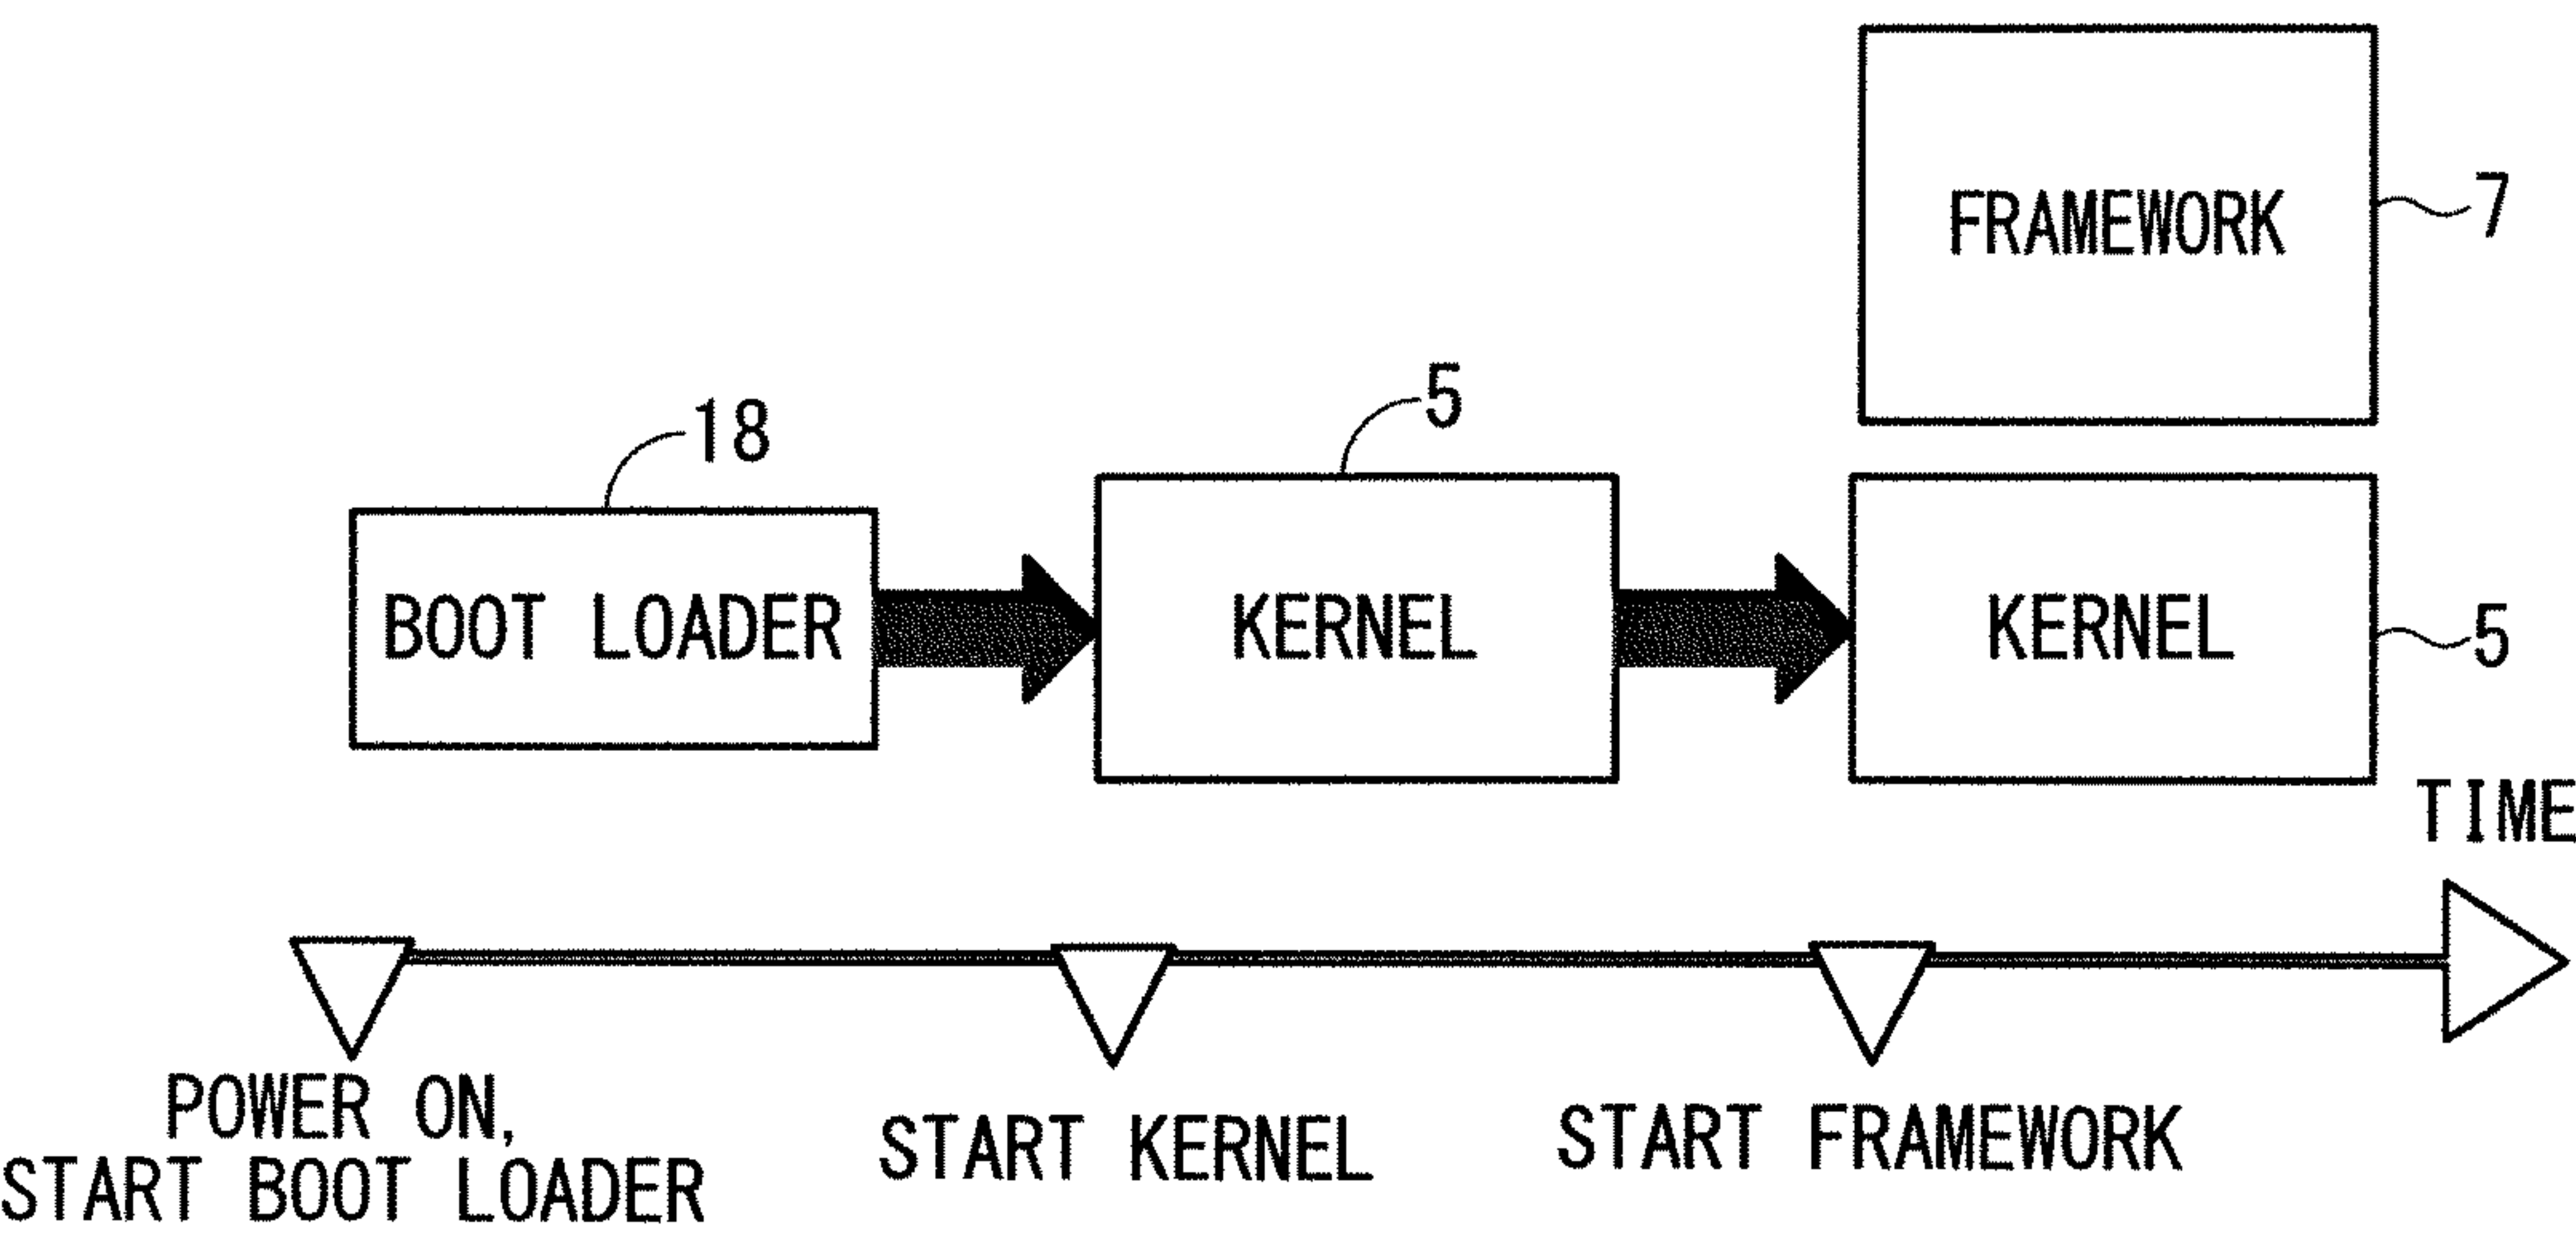 FRAMEWORK
7
18
5
BOOT LOADER
KERNEL
KERNEL
5
TIME
POWER ON,
START BOOT LOADER
START KERNEL
START FRAMEWORK